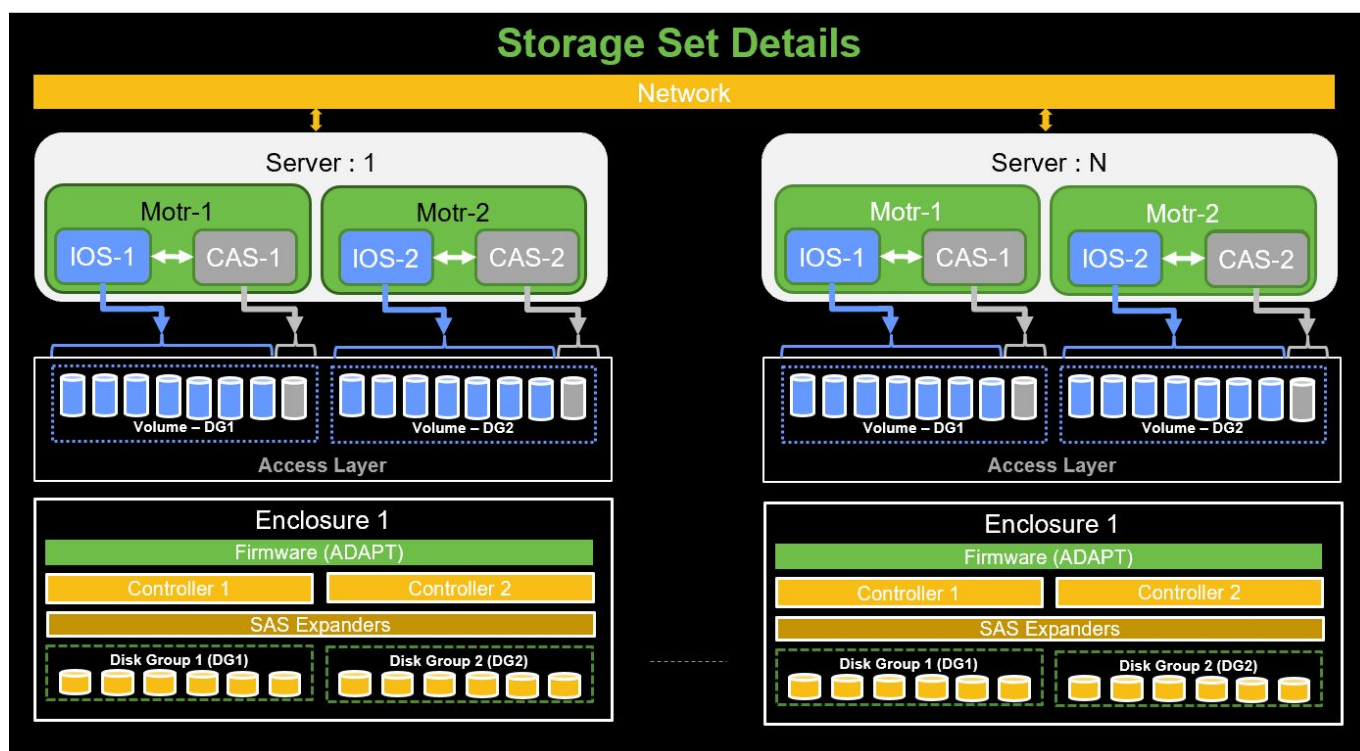 Storage Set Details
Network
Server : 1
Motr-1
Motr-2
IOS-1
CAS-1
IOS-2
CAS-2
Volume – DG1
Volume – DG2
Access Layer
Enclosure 1
Firmware (ADAPT)
Controller 1
Controller 2
SAS Expanders
Disk Group 1 (DG1)
Disk Group 2 (DG2)
Server : N
Motr-1
Motr-2
IOS-1
CAS-1
IOS-2
CAS-2
Volume – DG1
Volume – DG2
Access Layer
Enclosure 1
Firmware (ADAPT)
Controller 1
Controller 2
SAS Expanders
Disk Group 1 (DG1)
Disk Group 2 (DG2)